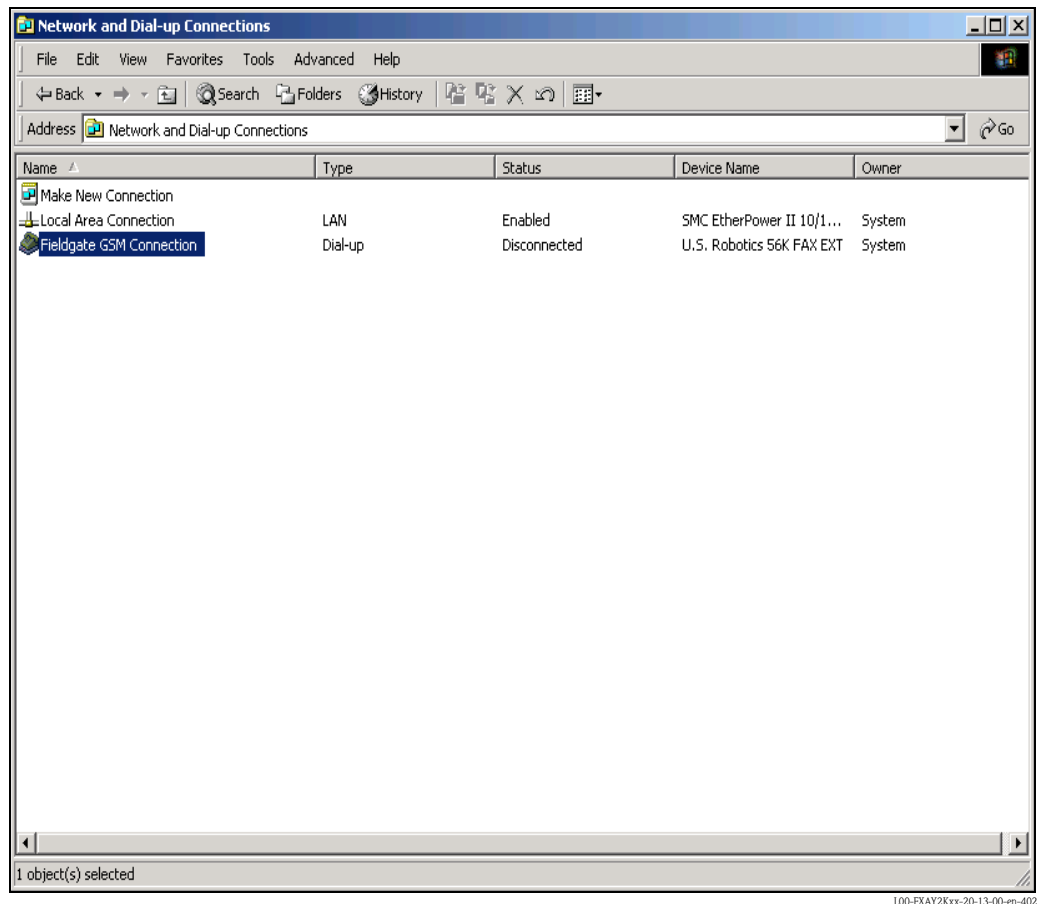 Network and Dial-up Connections
File Edit View Favorites Tools Advanced Help
Back Search Folders History
Address Network and Dial-up Connections Go
Name Type Status Device Name Owner
Make New Connection
Local Area Connection LAN Enabled SMC EtherPower II 10/1... System
Fieldgate GSM Connection Dial-up Disconnected U.S. Robotics 56K FAX EXT System
1 object(s) selected
L00-FXAY2Kxx-20-13-00-en-402